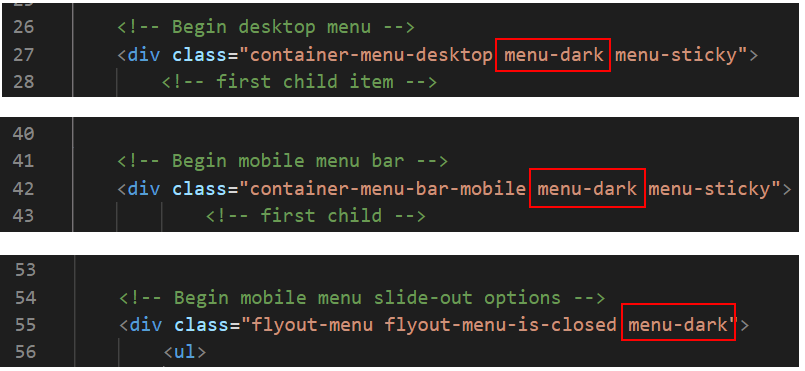 26 <!-- Begin desktop menu -->
27 <div class="container-menu-desktop menu-dark menu-sticky">
28 <!-- first child item -->
40
41 <!-- Begin mobile menu bar -->
42 <div class="container-menu-bar-mobile menu-dark menu-sticky">
43 <!-- first child -->
53
54 <!-- Begin mobile menu slide-out options -->
55 <div class="flyout-menu flyout-menu-is-closed menu-dark">
56 <ul>